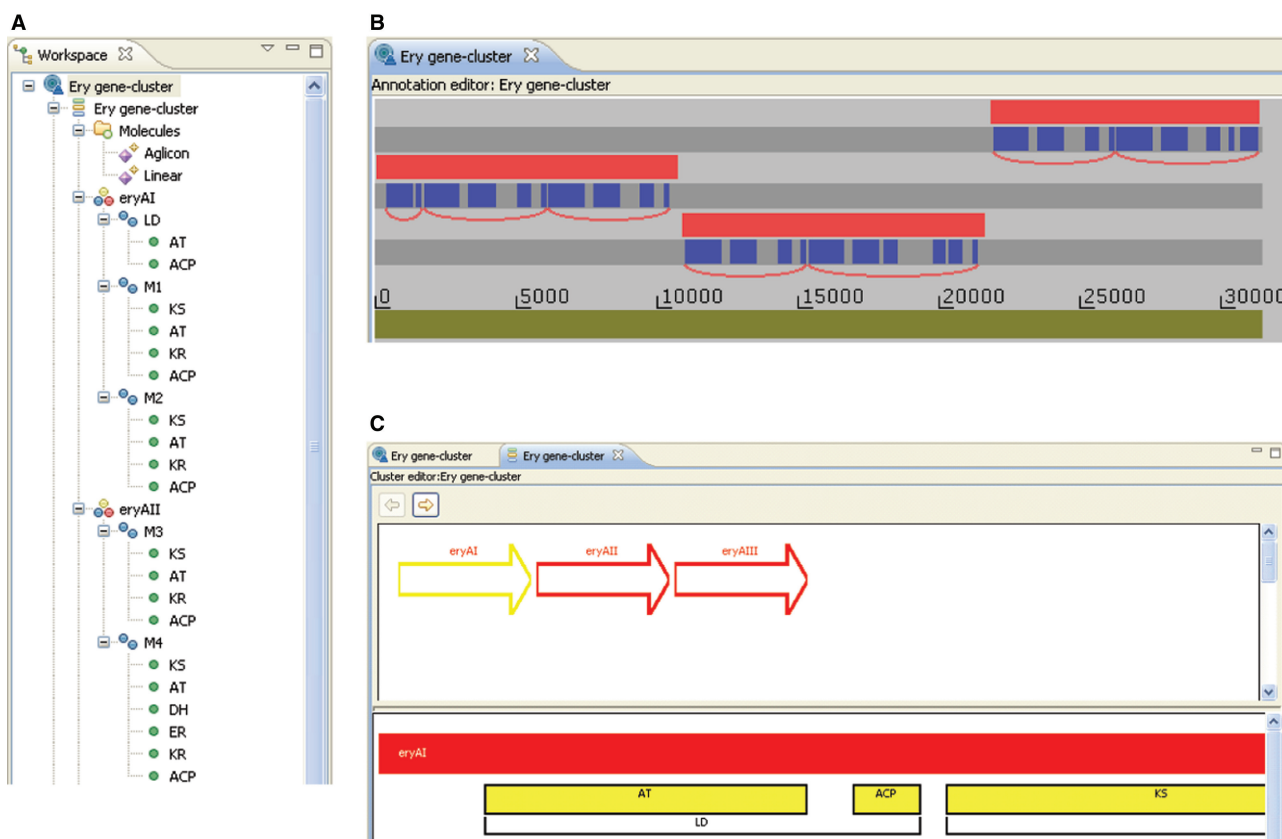 A
Workspace
Ery gene-cluster
Ery gene-cluster
Molecules
Aglicon
Linear
eryAI
LD
AT
ACP
M1
KS
AT
KR
ACP
M2
KS
AT
KR
ACP
eryAII
M3
KS
AT
KR
ACP
M4
KS
AT
DH
ER
KR
ACP
B
Ery gene-cluster
Annotation editor: Ery gene-cluster
0 5000 10000 15000 20000 25000 30000
C
Ery gene-cluster Ery gene-cluster
Cluster editor:Ery gene-cluster
eryAI eryAII eryAIII
eryAI
AT ACP KS
LD